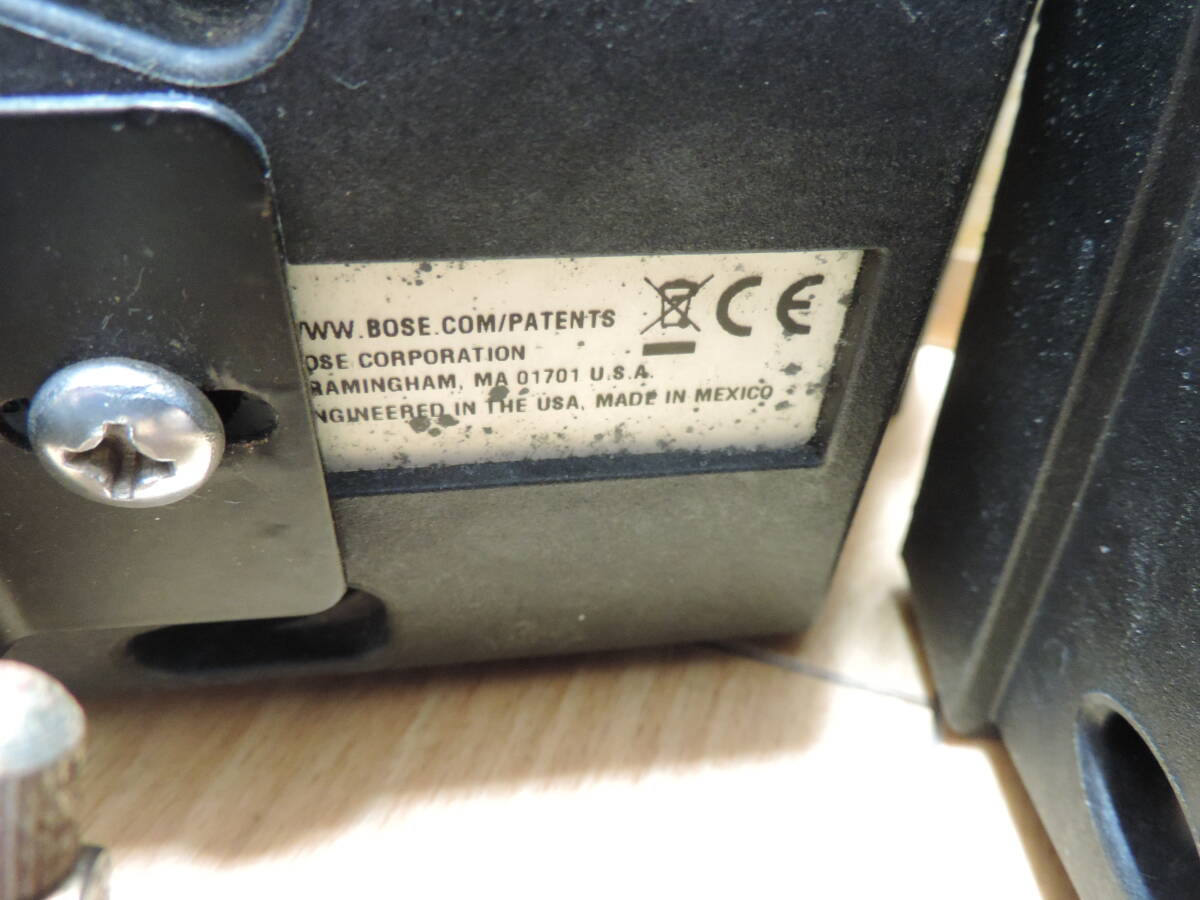 WWW.BOSE.COM/PATENTS
OSE CORPORATION
RAMINGHAM, MA 01701 U.S.A.
NGINEERED IN THE USA, MADE IN MEXICO
CE